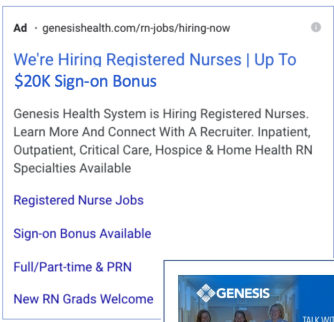 Ad · genesishealth.com/rn-jobs/hiring-now
We're Hiring Registered Nurses | Up To
$20K Sign-on Bonus
Genesis Health System is Hiring Registered Nurses.
Learn More And Connect With A Recruiter. Inpatient,
Outpatient, Critical Care, Hospice & Home Health RN
Specialties Available
Registered Nurse Jobs
Sign-on Bonus Available
Full/Part-time & PRN
New RN Grads Welcome
GENESIS
TALK WIT